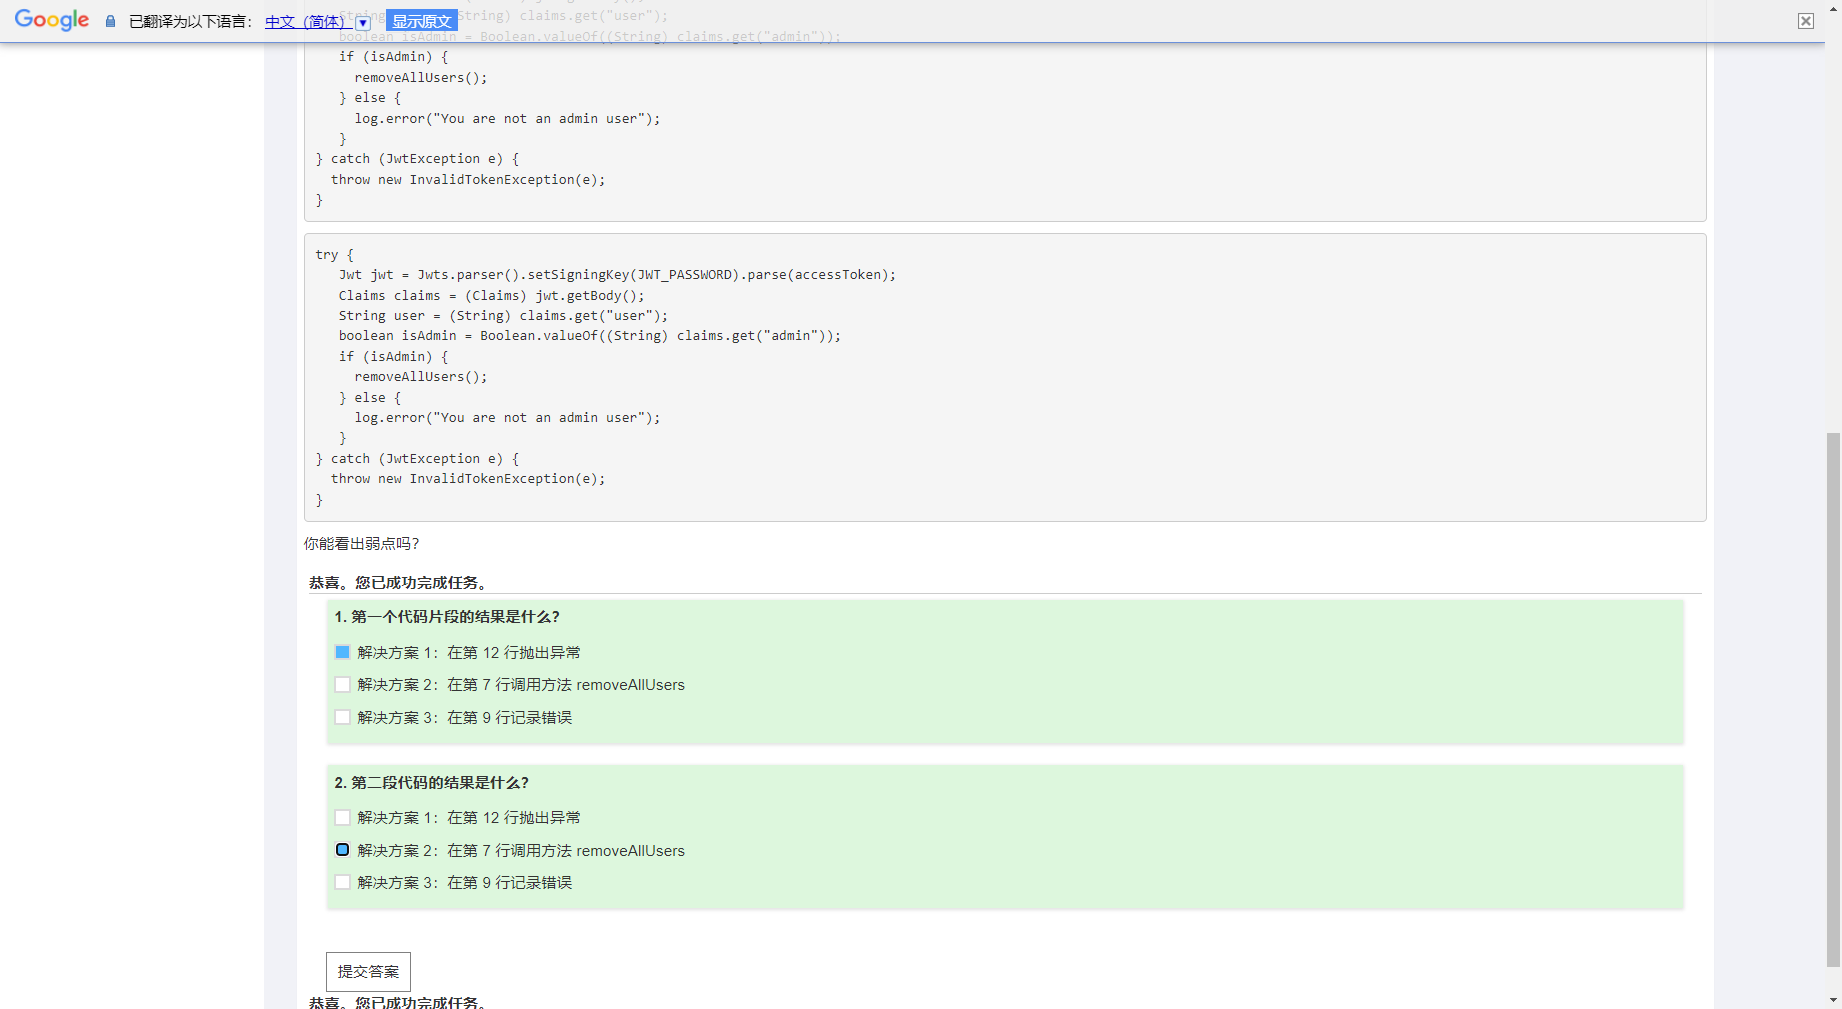 Google 已翻译为以下语言： 中文（简体） ▼ 显示原文
String user = (String) claims.get("user");
boolean isAdmin = Boolean.valueOf((String) claims.get("admin"));
if (isAdmin) {
removeAllUsers();
} else {
log.error("You are not an admin user");
}
} catch (JwtException e) {
throw new InvalidTokenException(e);
}
try {
Jwt jwt = Jwts.parser().setSigningKey(JWT_PASSWORD).parse(accessToken);
Claims claims = (Claims) jwt.getBody();
String user = (String) claims.get("user");
boolean isAdmin = Boolean.valueOf((String) claims.get("admin"));
if (isAdmin) {
removeAllUsers();
} else {
log.error("You are not an admin user");
}
} catch (JwtException e) {
throw new InvalidTokenException(e);
}
你能看出弱点吗？
恭喜。您已成功完成任务。
1. 第一个代码片段的结果是什么？
解决方案 1：在第 12 行抛出异常
解决方案 2：在第 7 行调用方法 removeAllUsers
解决方案 3：在第 9 行记录错误
2. 第二段代码的结果是什么？
解决方案 1：在第 12 行抛出异常
解决方案 2：在第 7 行调用方法 removeAllUsers
解决方案 3：在第 9 行记录错误
提交答案
恭喜。您已成功完成任务。